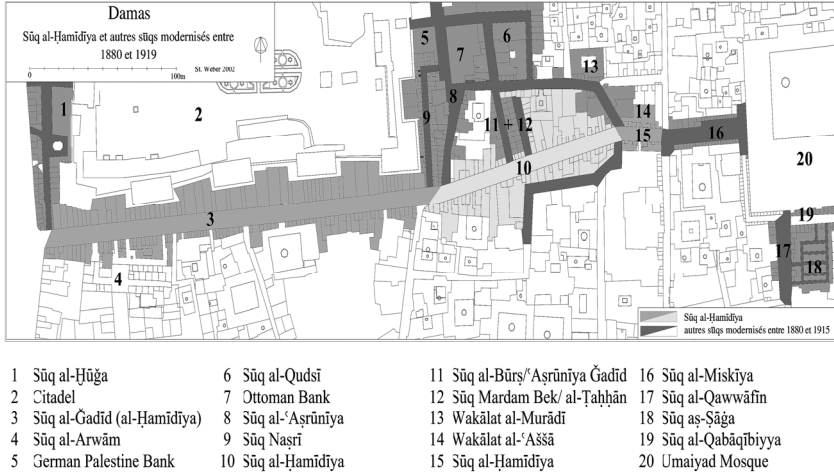 Damas
Sūq al-Ḥamīdīya et autres sūqs modernisés entre
1880 et 1919
0 100m
St. Weber 2002
1
2
3
4
5
6
7
8
9
10
11 + 12
13
14
15
16
17
18
19
20
Sūq al-Ḥamīdīya
autres sūqs modernisés entre 1880 et 1915
1 Sūq al-Ḫūǧa
2 Citadel
3 Sūq al-Ǧadīd (al-Ḥamīdīya)
4 Sūq al-Arwām
5 German Palestine Bank
6 Sūq al-Qudsī
7 Ottoman Bank
8 Sūq al-ʿAṣrūnīya
9 Sūq Naṣrī
10 Sūq al-Ḥamīdīya
11 Sūq al-Būrṣ/ʿAṣrūnīya Ǧadīd
12 Sūq Mardam Bek/ al-Ṭaḥḥān
13 Wakālat al-Murādī
14 Wakālat al-ʿAššā
15 Sūq al-Ḥamīdīya
16 Sūq al-Miskīya
17 Sūq al-Qawwāfīn
18 Sūq aṣ-Ṣāġa
19 Sūq al-Qabāqībiyya
20 Umaiyad Mosque